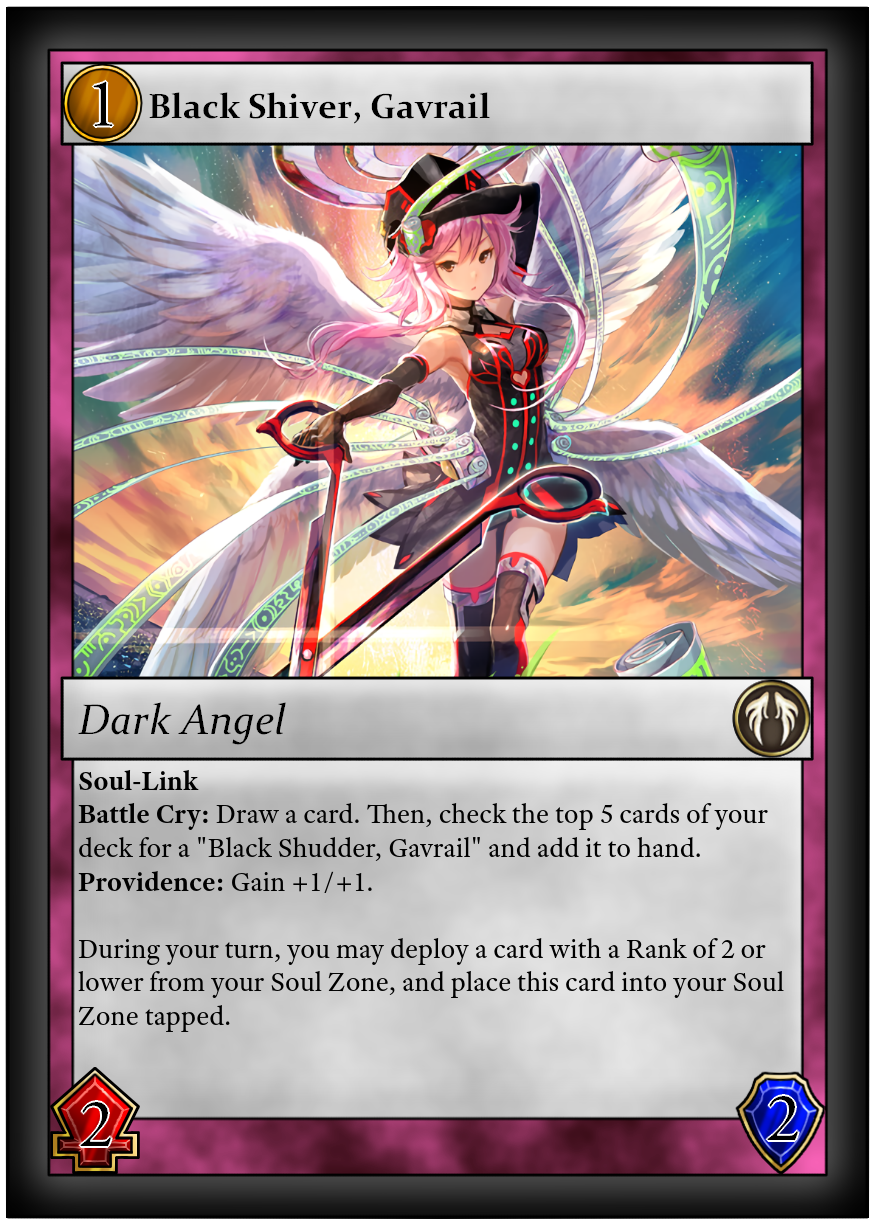 1 Black Shiver, Gavrail
Dark Angel
Soul-Link
Battle Cry: Draw a card. Then, check the top 5 cards of your
deck for a "Black Shudder, Gavrail" and add it to hand.
Providence: Gain +1/+1.
During your turn, you may deploy a card with a Rank of 2 or
lower from your Soul Zone, and place this card into your Soul
Zone tapped.
2 2